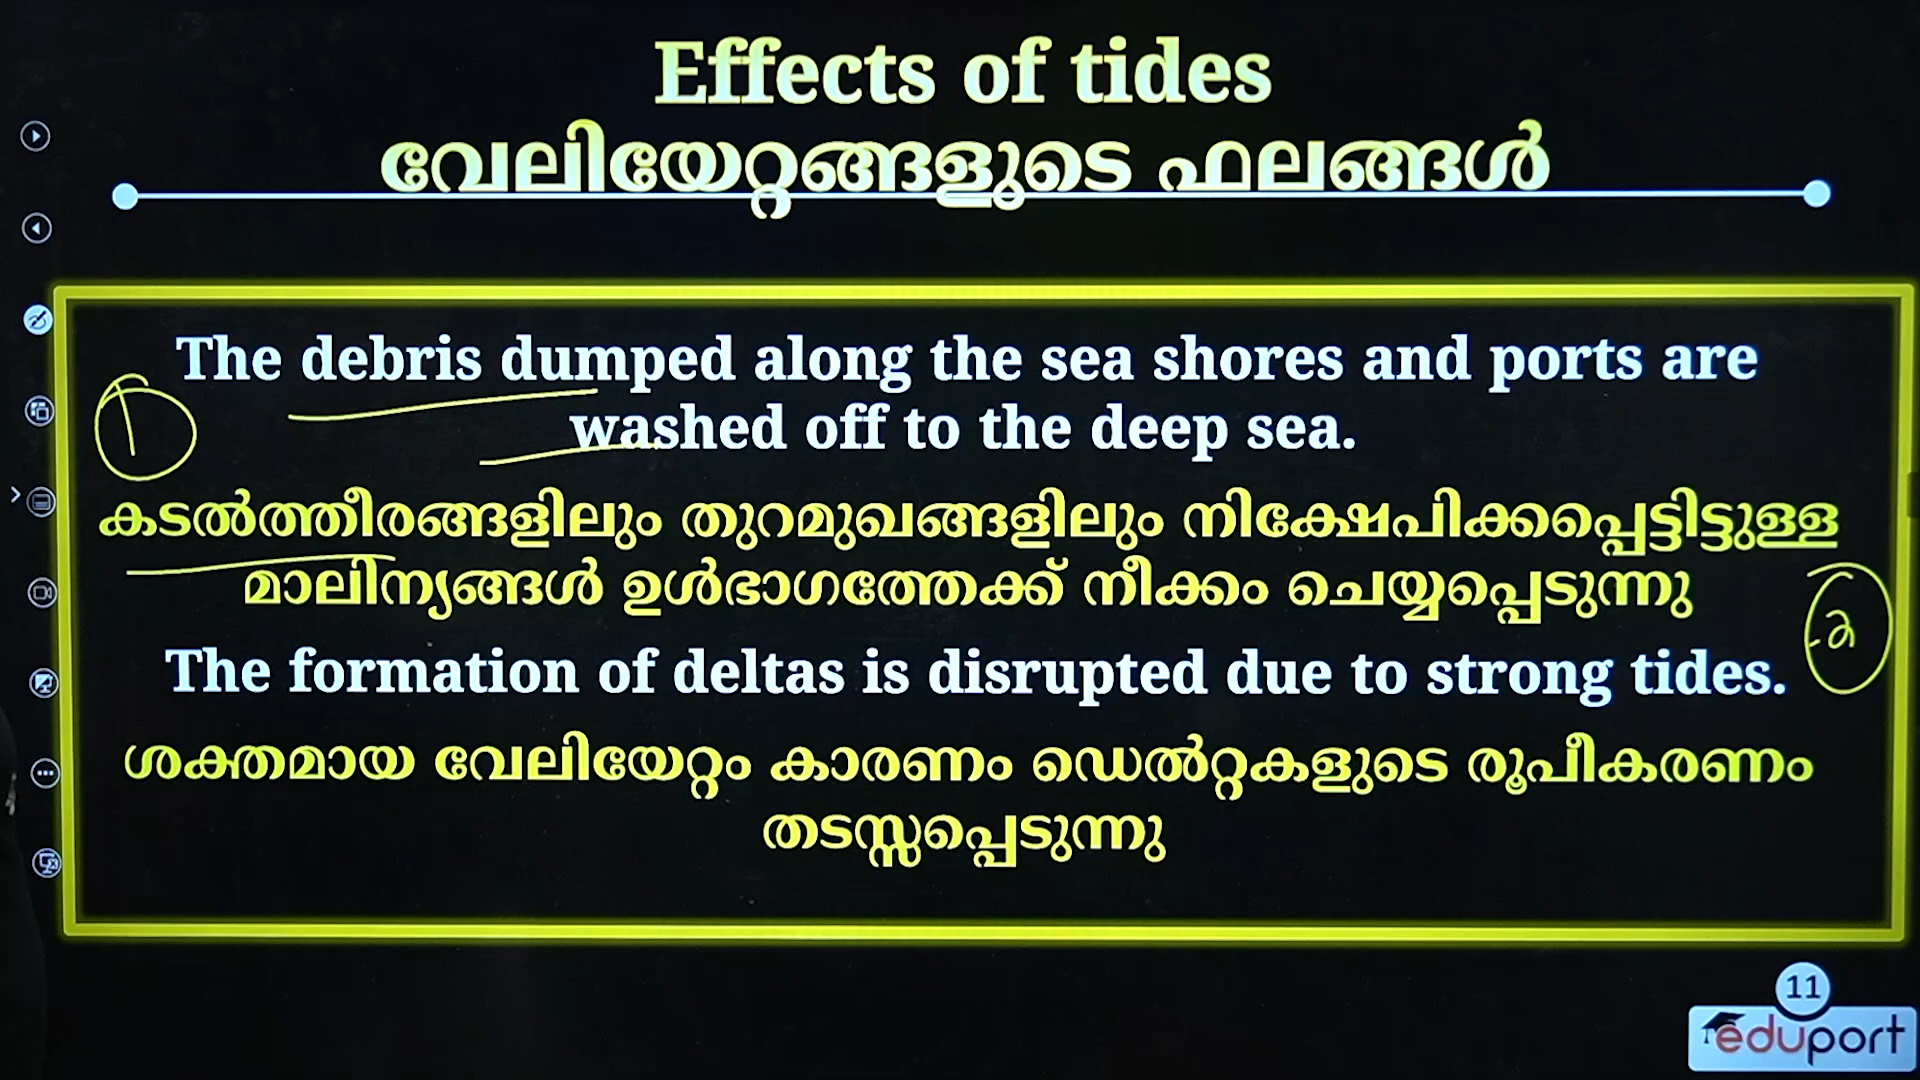 Effects of tides
വേലിയേറ്റങ്ങളുടെ ഫലങ്ങൾ
The debris dumped along the sea shores and ports are
washed off to the deep sea.
1
കടൽത്തീരങ്ങളിലും തുറമുഖങ്ങളിലും നിക്ഷേപിക്കപ്പെട്ടിട്ടുള്ള
മാലിന്യങ്ങൾ ഉൾഭാഗത്തേക്ക് നീക്കം ചെയ്യപ്പെടുന്നു
2
The formation of deltas is disrupted due to strong tides.
ശക്തമായ വേലിയേറ്റം കാരണം ഡെൽറ്റകളുടെ രൂപീകരണം
തടസ്സപ്പെടുന്നു
11
eduport